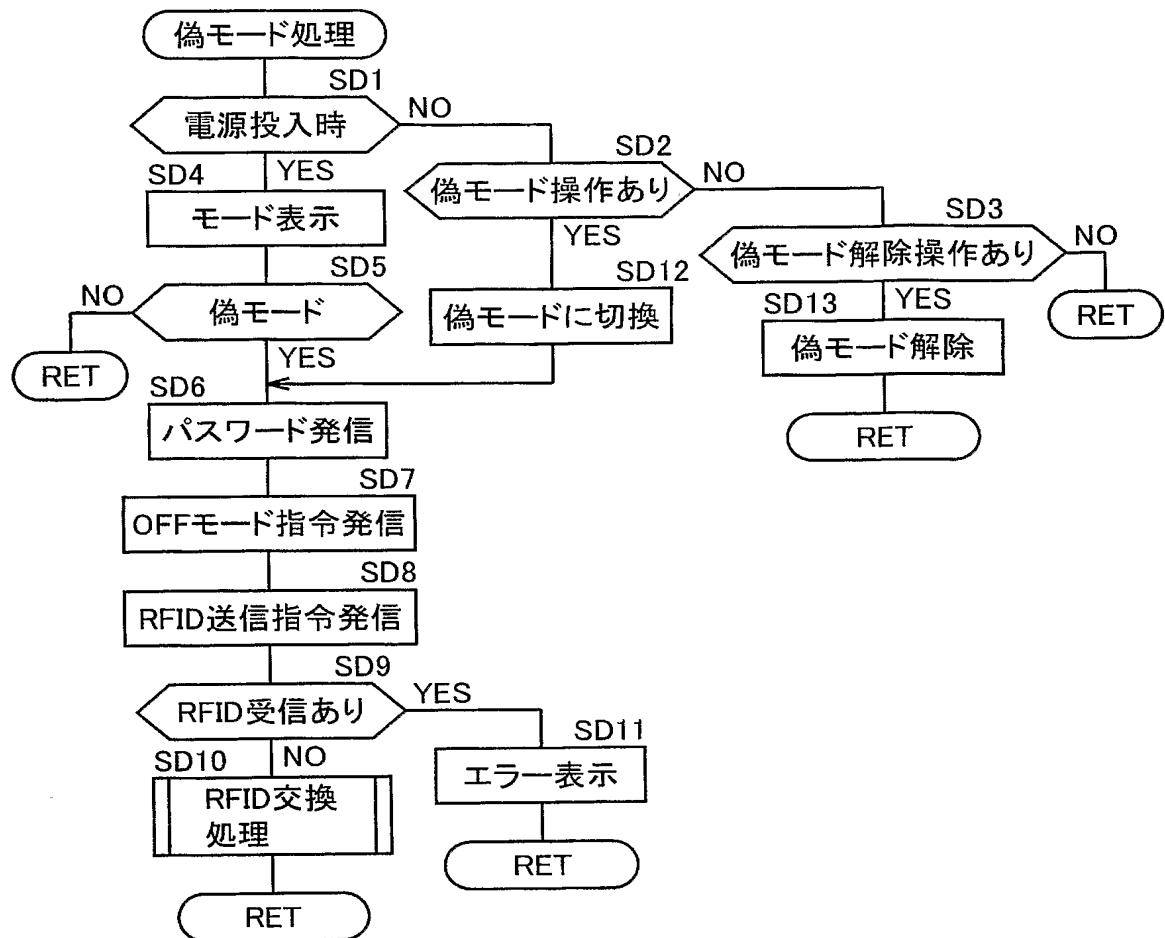 偽モード処理
SD1
電源投入時
NO
YES
SD2
偽モード操作あり
NO
YES
SD3
偽モード解除操作あり
NO
RET
YES
SD13
偽モード解除
RET
SD4
モード表示
SD5
偽モード
NO
RET
YES
SD12
偽モードに切換
SD6
パスワード発信
SD7
OFFモード指令発信
SD8
RFID送信指令発信
SD9
RFID受信あり
YES
SD11
エラー表示
RET
NO
SD10
RFID交換
処理
RET